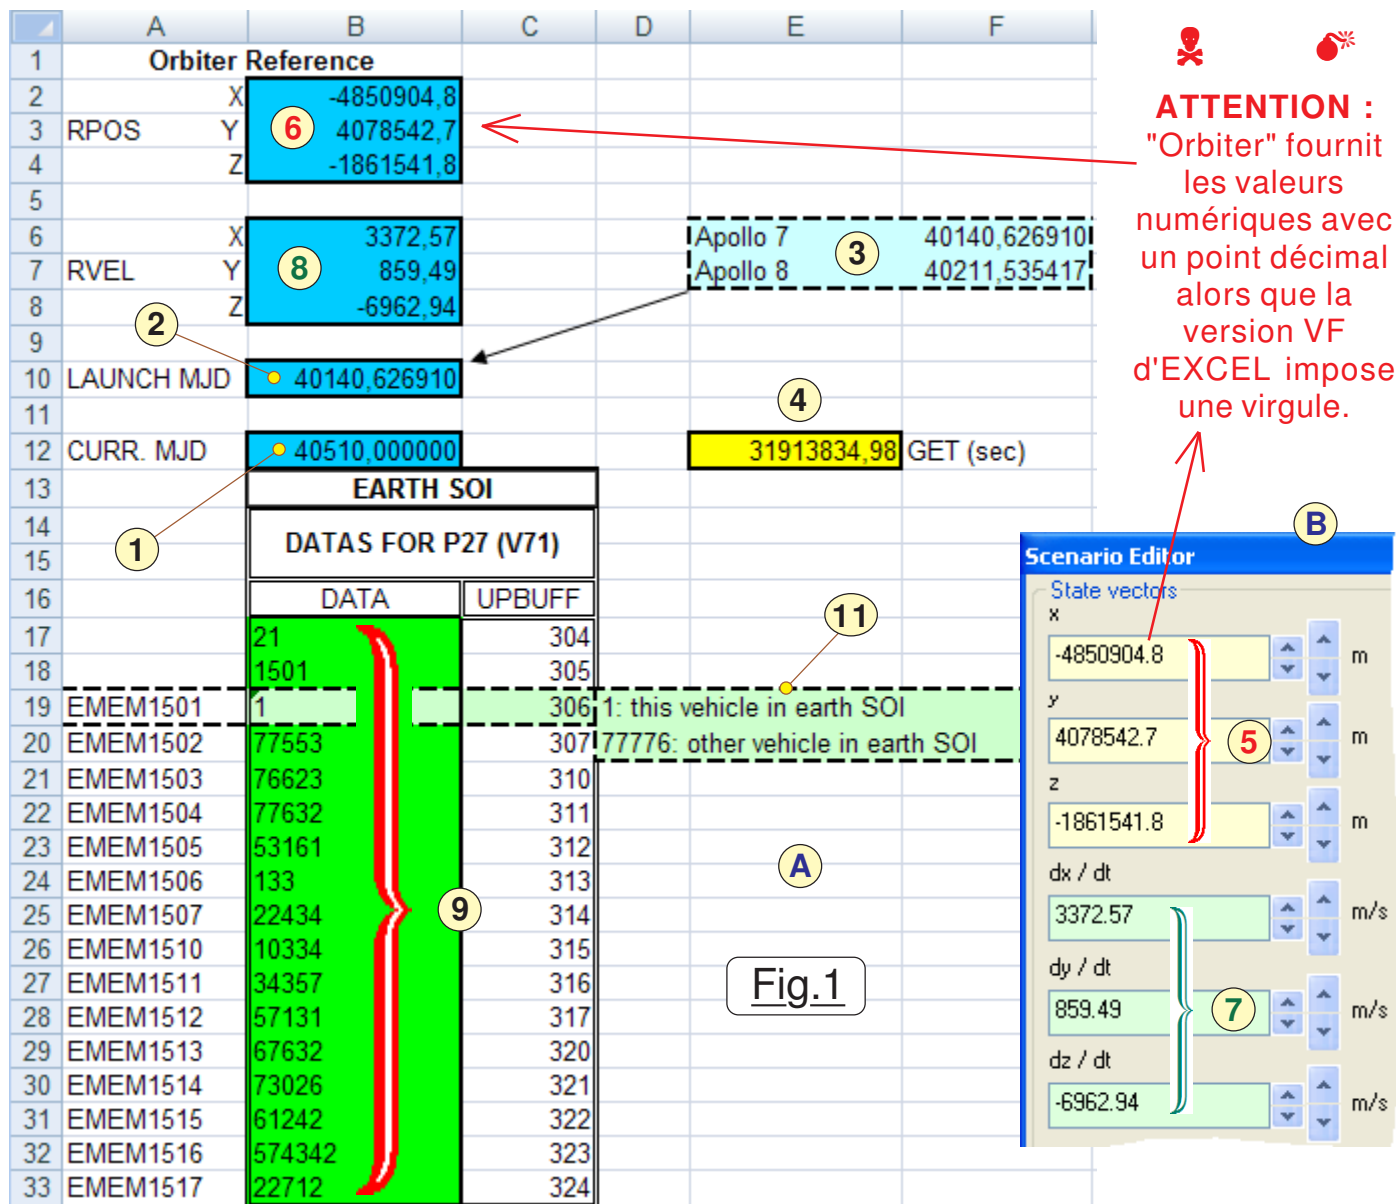 A B C D E F
1 Orbiter Reference
2 X -4850904,8
3 RPOS Y 6 4078542,7
4 Z -1861541,8
5
6 X 3372,57 Apollo 7 40140,626910
7 RVEL Y 8 859,49 Apollo 8 3 40211,535417
8 Z -6962,94
2
9
10 LAUNCH MJD 40140,626910
11
4
12 CURR. MJD 40510,000000 31913834,98 GET (sec)
13 EARTH SOI
14
1 DATAS FOR P27 (V71)
15
16 DATA UPBUFF
17 21 304
11
18 1501 305
19 EMEM1501 1 306 1: this vehicle in earth SOI
20 EMEM1502 77553 307 77776: other vehicle in earth SOI
21 EMEM1503 76623 310
22 EMEM1504 77632 311
23 EMEM1505 53161 312
24 EMEM1506 133 313
25 EMEM1507 22434 9 314
26 EMEM1510 10334 315
27 EMEM1511 34357 316
28 EMEM1512 57131 317
29 EMEM1513 67632 320
30 EMEM1514 73026 321
31 EMEM1515 61242 322
32 EMEM1516 574342 323
33 EMEM1517 22712 324
A
Fig.1
ATTENTION :
"Orbiter" fournit
les valeurs
numériques avec
un point décimal
alors que la
version VF
d'EXCEL impose
une virgule.
B
Scenario Editor
State vectors
x
-4850904.8 m
y
4078542.7 5 m
z
-1861541.8 m
dx / dt
3372.57 m/s
dy / dt
859.49 7 m/s
dz / dt
-6962.94 m/s